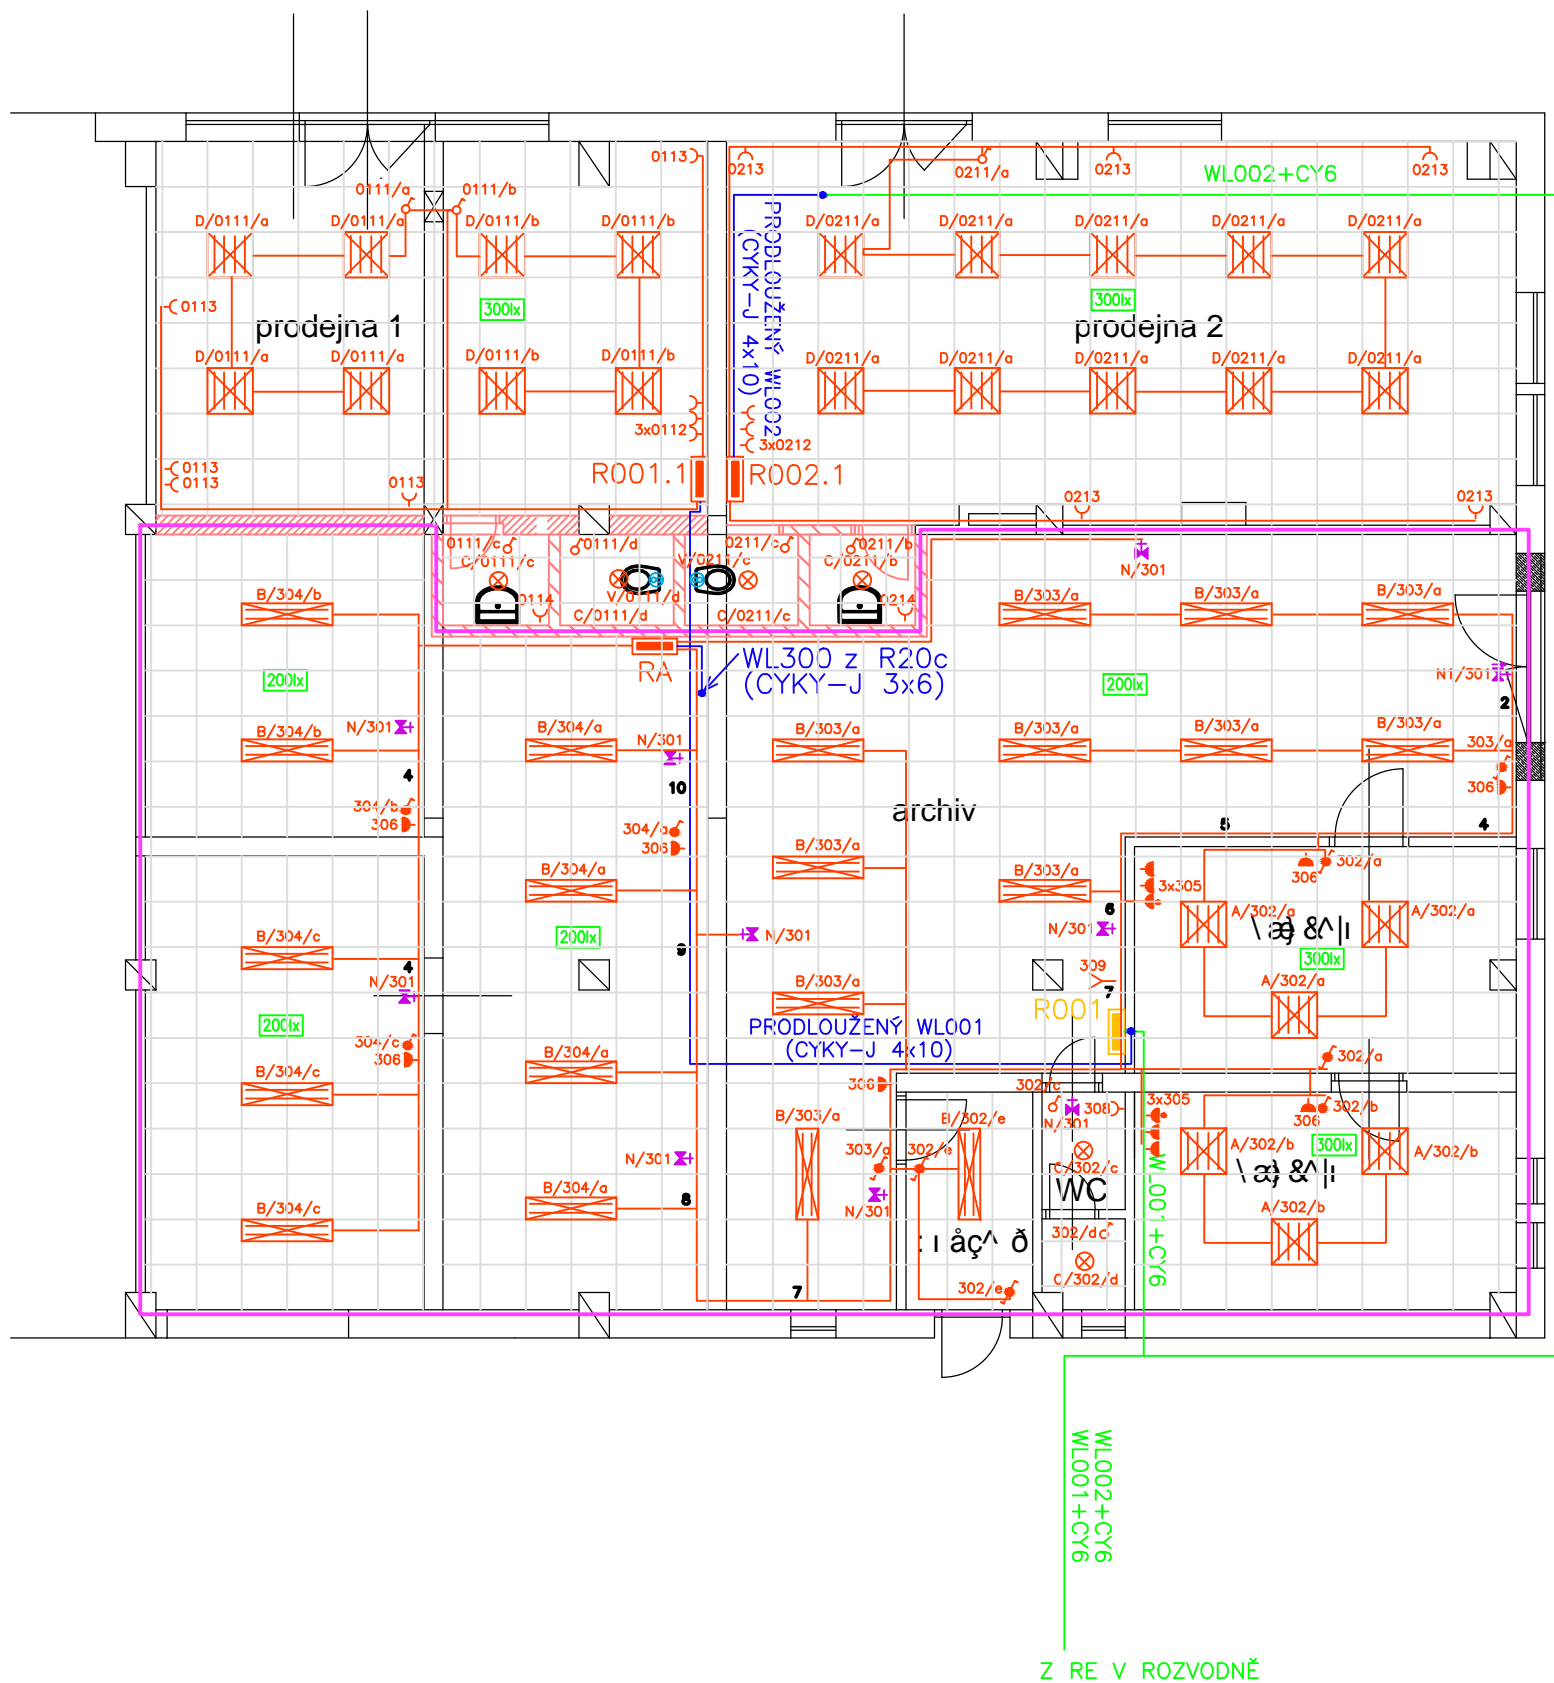 0113
0213
0211/a
0213
0213
WL002+CY6
0111/a
0111/b
D/0111/a
D/0111/a
D/0111/b
D/0111/b
D/0211/a
D/0211/a
D/0211/a
D/0211/a
D/0211/a
PRODLOUŽENÝ WL002
(CYKY-J 4x10)
0113
300lx
300lx
prodejna 1
prodejna 2
D/0111/a
D/0111/a
D/0111/b
D/0111/b
D/0211/a
D/0211/a
D/0211/a
D/0211/a
D/0211/a
3x0112
3x0212
0113
0113
0113
R001.1
R002.1
0213
0213
0111/c
0111/d
0211/c
0211/b
C/0111/c
V/0211/c
C/0211/b
N/301
0114
V/0111/d
0214
C/0111/d
C/0211/c
B/304/b
B/303/a
B/303/a
B/303/a
RA
WL300 z R20c
(CYKY-J 3x6)
200lx
200lx
N1/301
2
B/304/b
N/301
B/304/a
N/301
B/303/a
B/303/a
B/303/a
B/303/a
303/a
4
10
306
304/b
306
archiv
304/a
306
5
4
B/304/a
B/303/a
B/303/a
302/a
306
3x305
6
A/302/a
A/302/a
N/301
200lx
N/301
9
B/304/c
300lx
4
N/301
309
7
A/302/a
B/303/a
R001
200lx
PRODLOUŽENÝ WL001
(CYKY-J 4x10)
304/c
306
B/304/a
302/a
B/304/c
306
302/c
3x305
B/303/a
B/302/e
308
N/301
306
302/b
300lx
303/a
302/e
N/301
C/302/c
A/302/b
A/302/b
WC
8
B/304/a
N/301
A/302/b
B/304/c
302/d
WL001+CY6
C/302/d
302/e
7
WL002+CY6
WL001+CY6
Z RE V ROZVODNĚ